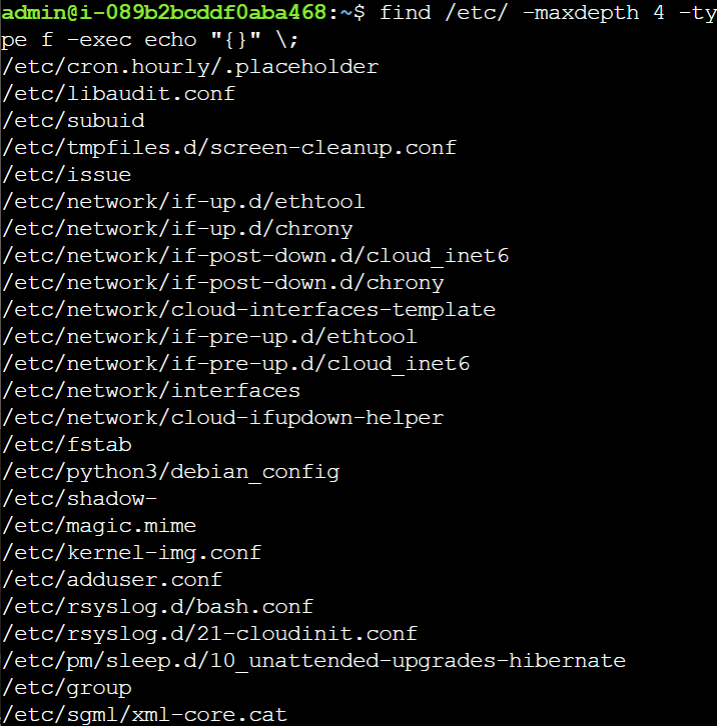 admin@i-089b2bcddf0aba468:~$ find /etc/ -maxdepth 4 -ty
pe f -exec echo "{}" \;
/etc/cron.hourly/.placeholder
/etc/libaudit.conf
/etc/subuid
/etc/tmpfiles.d/screen-cleanup.conf
/etc/issue
/etc/network/if-up.d/ethtool
/etc/network/if-up.d/chrony
/etc/network/if-post-down.d/cloud_inet6
/etc/network/if-post-down.d/chrony
/etc/network/cloud-interfaces-template
/etc/network/if-pre-up.d/ethtool
/etc/network/if-pre-up.d/cloud_inet6
/etc/network/interfaces
/etc/network/cloud-ifupdown-helper
/etc/fstab
/etc/python3/debian_config
/etc/shadow-
/etc/magic.mime
/etc/kernel-img.conf
/etc/adduser.conf
/etc/rsyslog.d/bash.conf
/etc/rsyslog.d/21-cloudinit.conf
/etc/pm/sleep.d/10_unattended-upgrades-hibernate
/etc/group
/etc/sgml/xml-core.cat